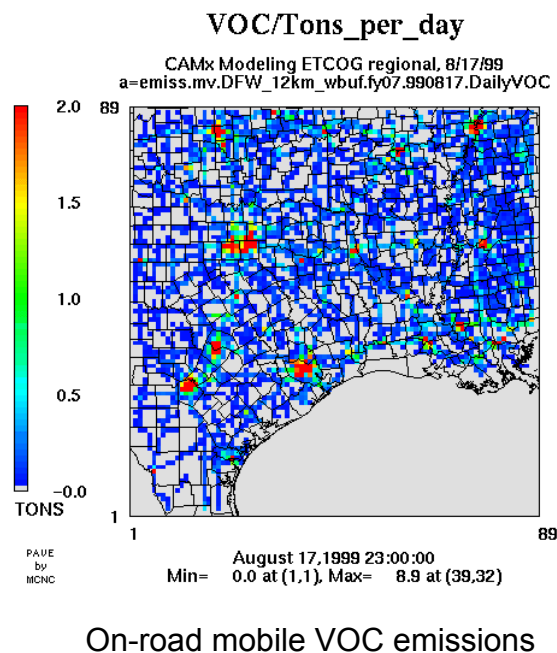 VOC/Tons_per_day
CAMx Modeling ETCOG regional, 8/17/99
a=emiss.mv.DFW_12km_wbuf.fy07.990817.DailyVOC
2.0
89
1.5
1.0
0.5
−0.0
TONS
1
1
89
PAVE
by
MCNC
August 17,1999 23:00:00
Min= 0.0 at (1,1), Max= 8.9 at (39,32)
On-road mobile VOC emissions